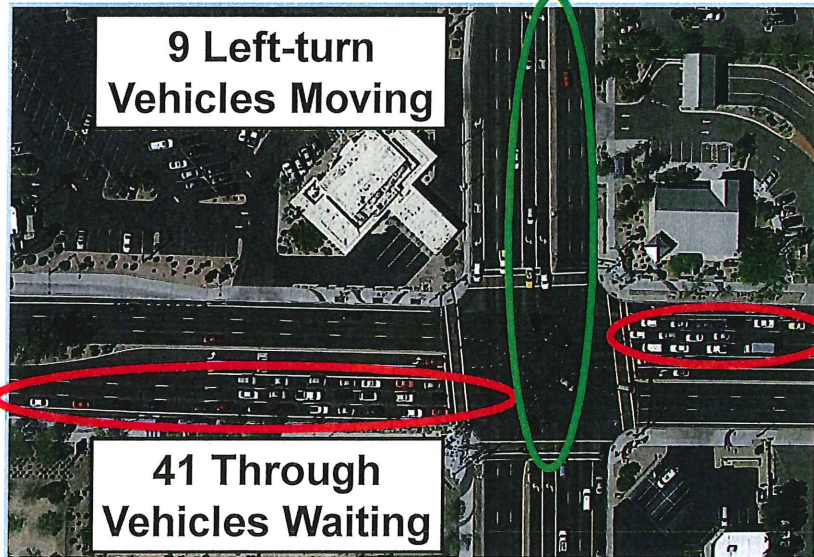 9 Left-turn
Vehicles Moving
41 Through
Vehicles Waiting